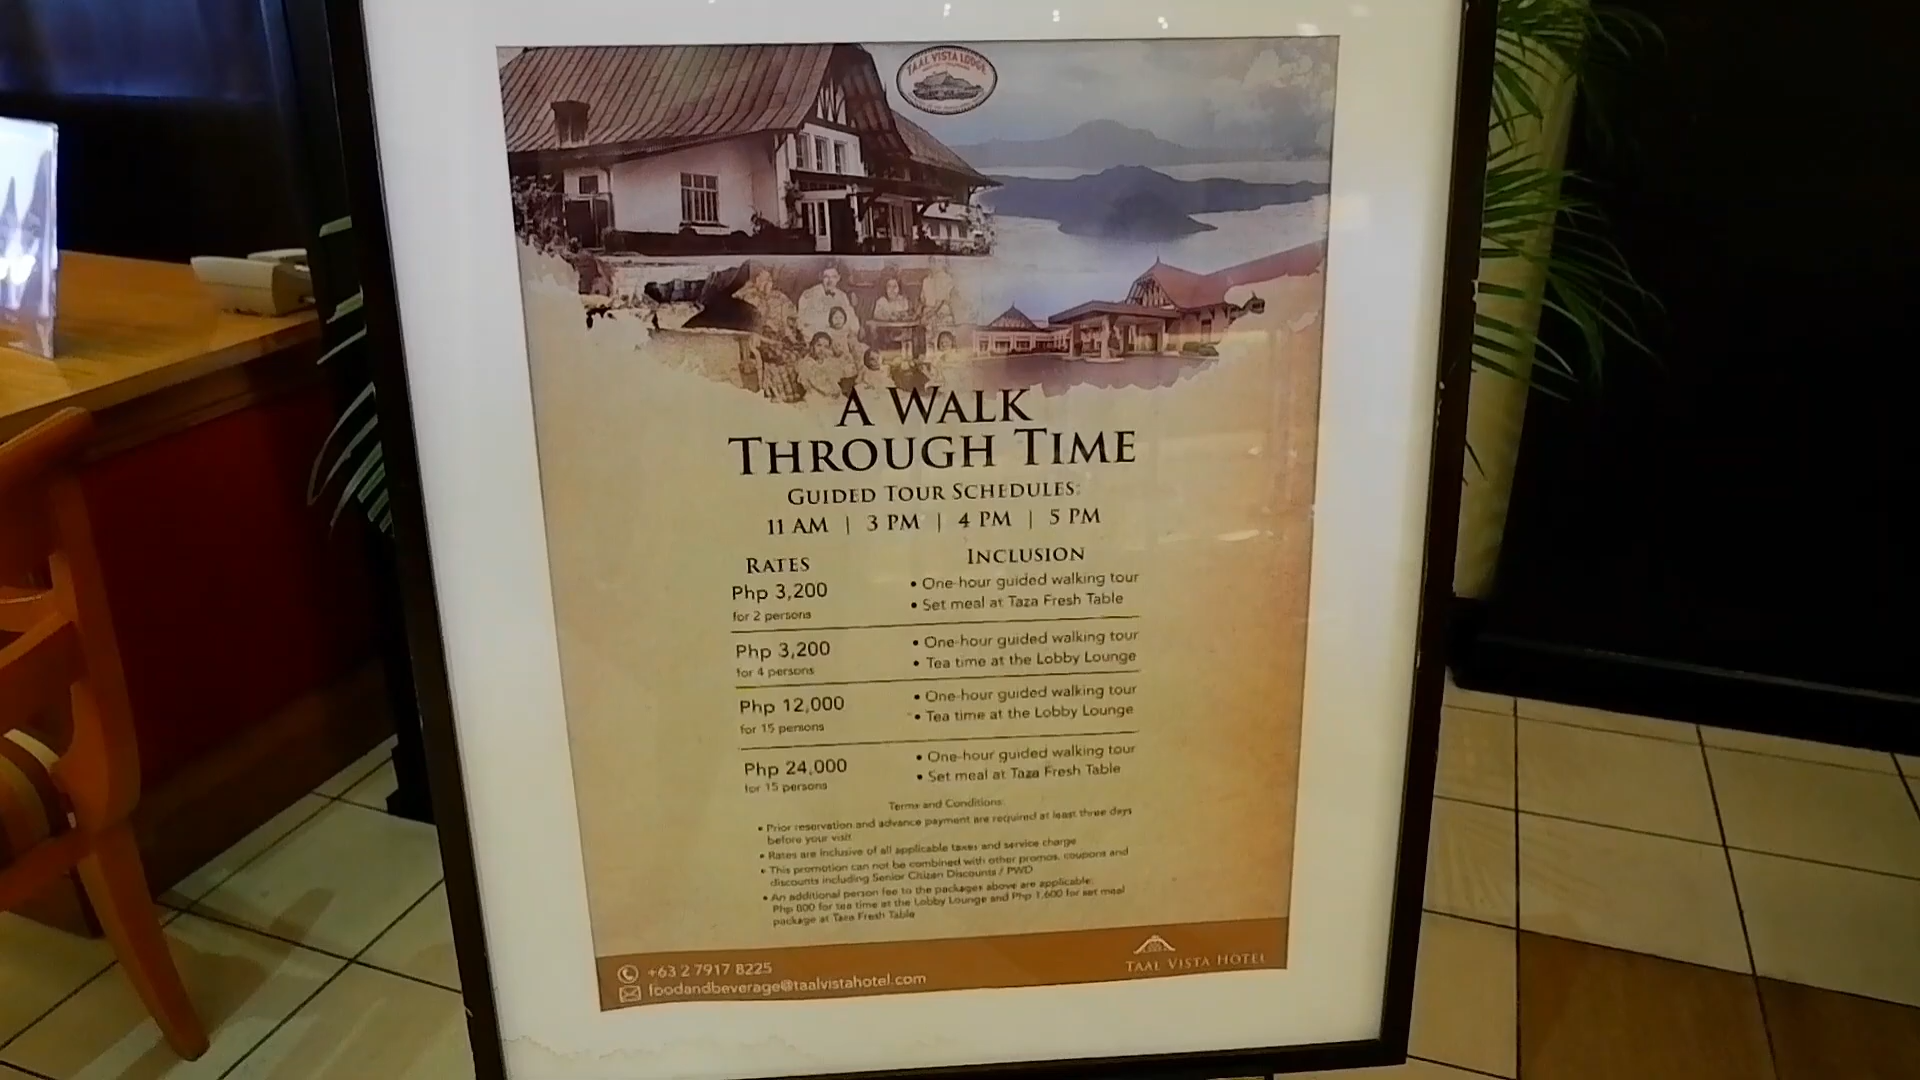 TAAL VISTA LODGE
A WALK
THROUGH TIME
GUIDED TOUR SCHEDULES:
11 AM | 3 PM | 4 PM | 5 PM
RATES
Php 3,200
for 2 persons
INCLUSION
• One-hour guided walking tour
• Set meal at Taza Fresh Table
Php 3,200
for 4 persons
• One-hour guided walking tour
• Tea time at the Lobby Lounge
Php 12,000
for 15 persons
• One-hour guided walking tour
• Tea time at the Lobby Lounge
Php 24,000
for 15 persons
• One-hour guided walking tour
• Set meal at Taza Fresh Table
Terms and Conditions:
• Prior reservation and advance payment are required at least three days
before your visit
• Rates are inclusive of all applicable taxes and service charge
• This promotion can not be combined with other promos, coupons and
discounts including Senior Citizen Discounts / PWD
• An additional person fee to the packages above are applicable:
Php 800 for tea time at the Lobby Lounge and Php 1,600 for set meal
package at Taza Fresh Table
+63 2 7917 8225
foodandbeverage@taalvistahotel.com
TAAL VISTA HOTEL